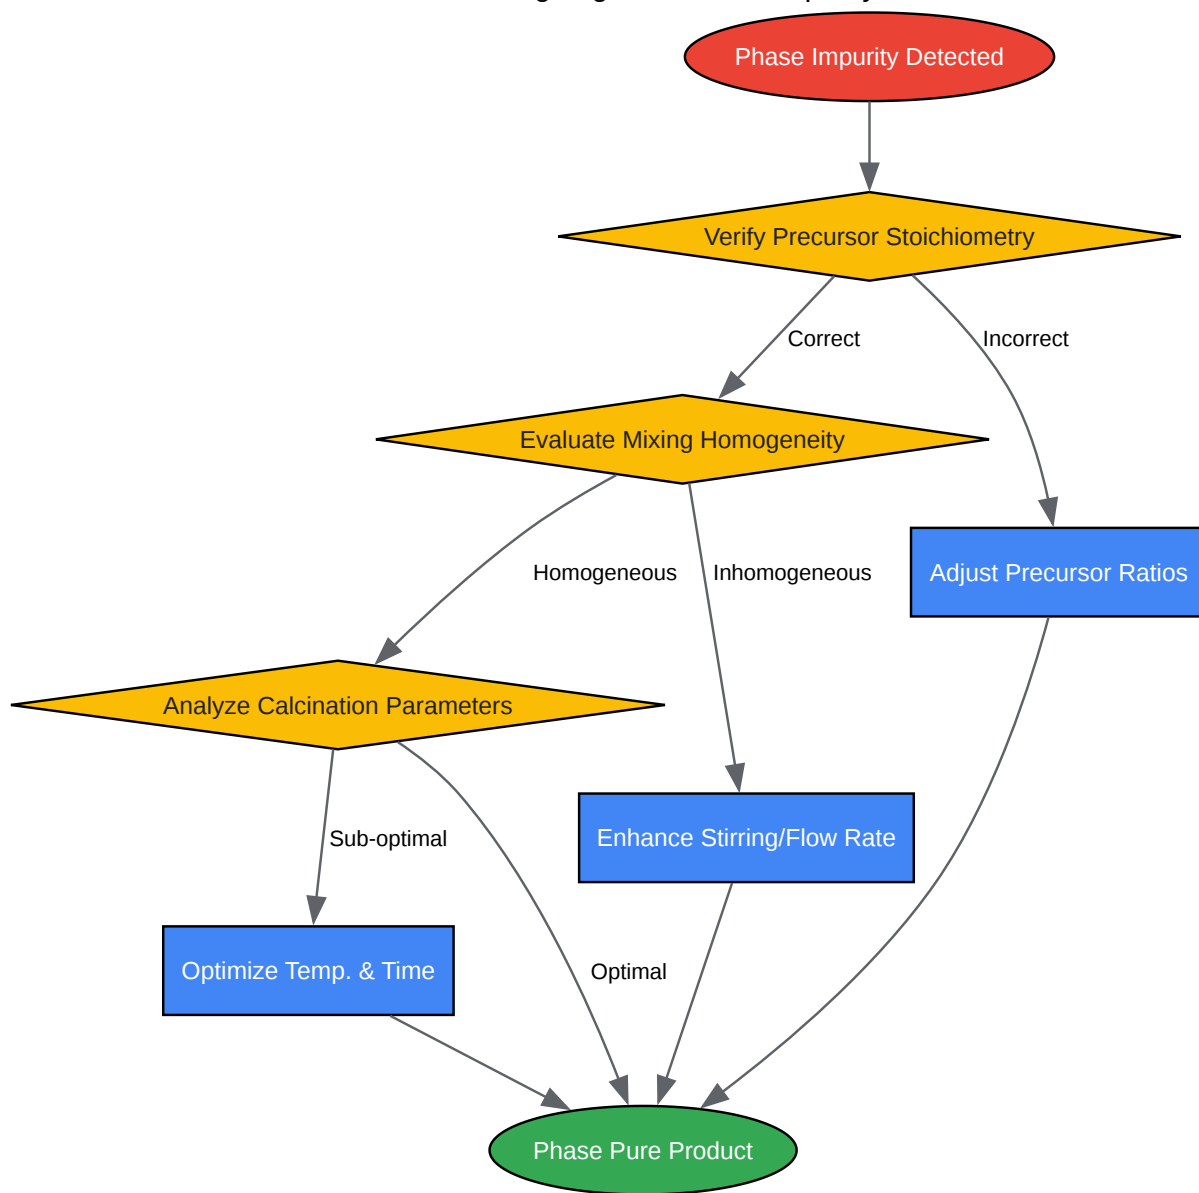 Phase Impurity Detected
Verify Precursor Stoichiometry
Correct
Incorrect
Evaluate Mixing Homogeneity
Homogeneous
Inhomogeneous
Adjust Precursor Ratios
Analyze Calcination Parameters
Sub-optimal
Enhance Stirring/Flow Rate
Optimize Temp. & Time
Optimal
Phase Pure Product